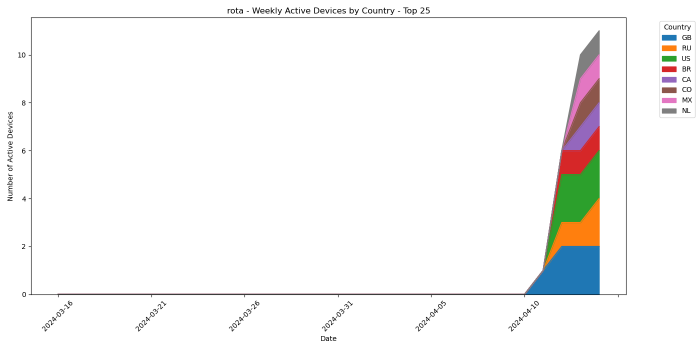 rota - Weekly Active Devices by Country - Top 25
Number of Active Devices
10
8
6
4
2
0
2024-03-16
2024-03-21
2024-03-26
2024-03-31
2024-04-05
2024-04-10
Date
Country
GB
RU
US
BR
CA
CO
MX
NL